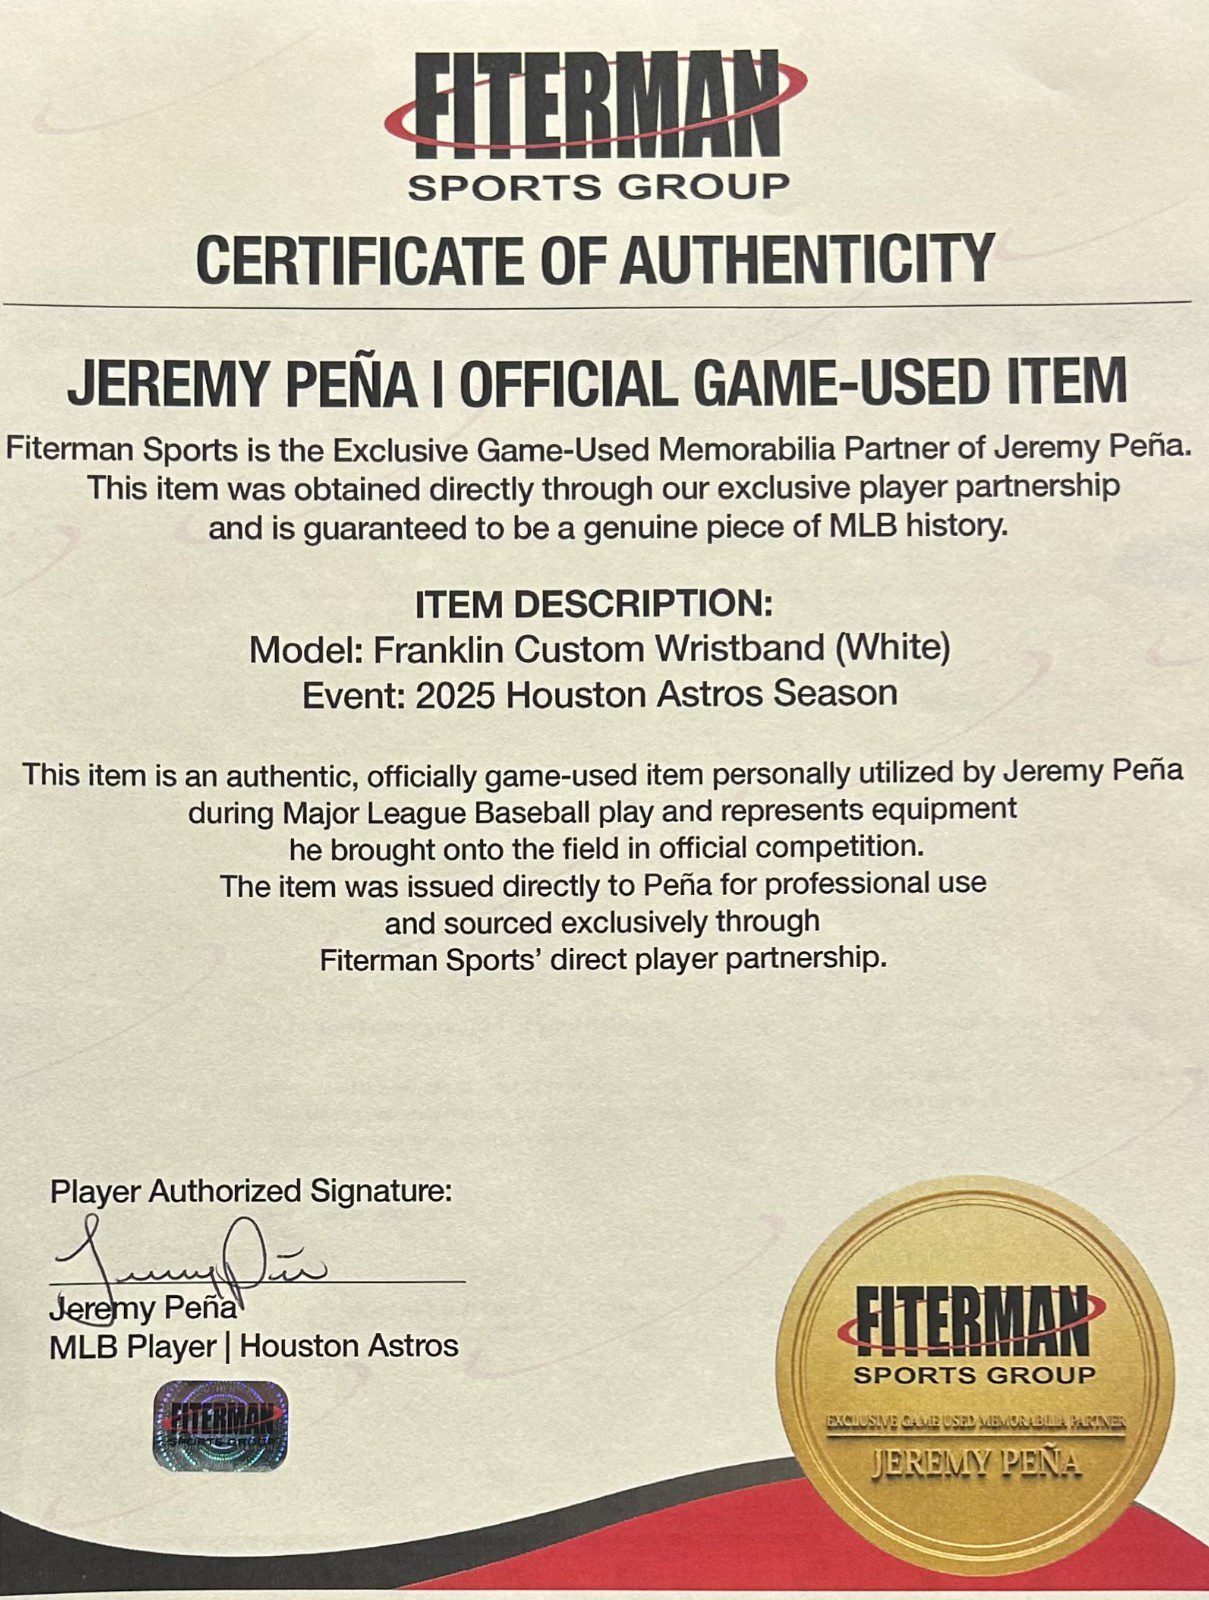 FITERMAN
SPORTS GROUP
CERTIFICATE OF AUTHENTICITY
JEREMY PEÑA | OFFICIAL GAME-USED ITEM
Fiterman Sports is the Exclusive Game-Used Memorabilia Partner of Jeremy Peña.
This item was obtained directly through our exclusive player partnership
and is guaranteed to be a genuine piece of MLB history.
ITEM DESCRIPTION:
Model: Franklin Custom Wristband (White)
Event: 2025 Houston Astros Season
This item is an authentic, officially game-used item personally utilized by Jeremy Peña
during Major League Baseball play and represents equipment
he brought onto the field in official competition.
The item was issued directly to Peña for professional use
and sourced exclusively through
Fiterman Sports’ direct player partnership.
Player Authorized Signature:
Jeremy Peña
Jeremy Peña
MLB Player | Houston Astros
FITERMAN
SPORTS GROUP
FITERMAN
SPORTS GROUP
EXCLUSIVE GAME USED MEMORABILIA PARTNER
JEREMY PEÑA